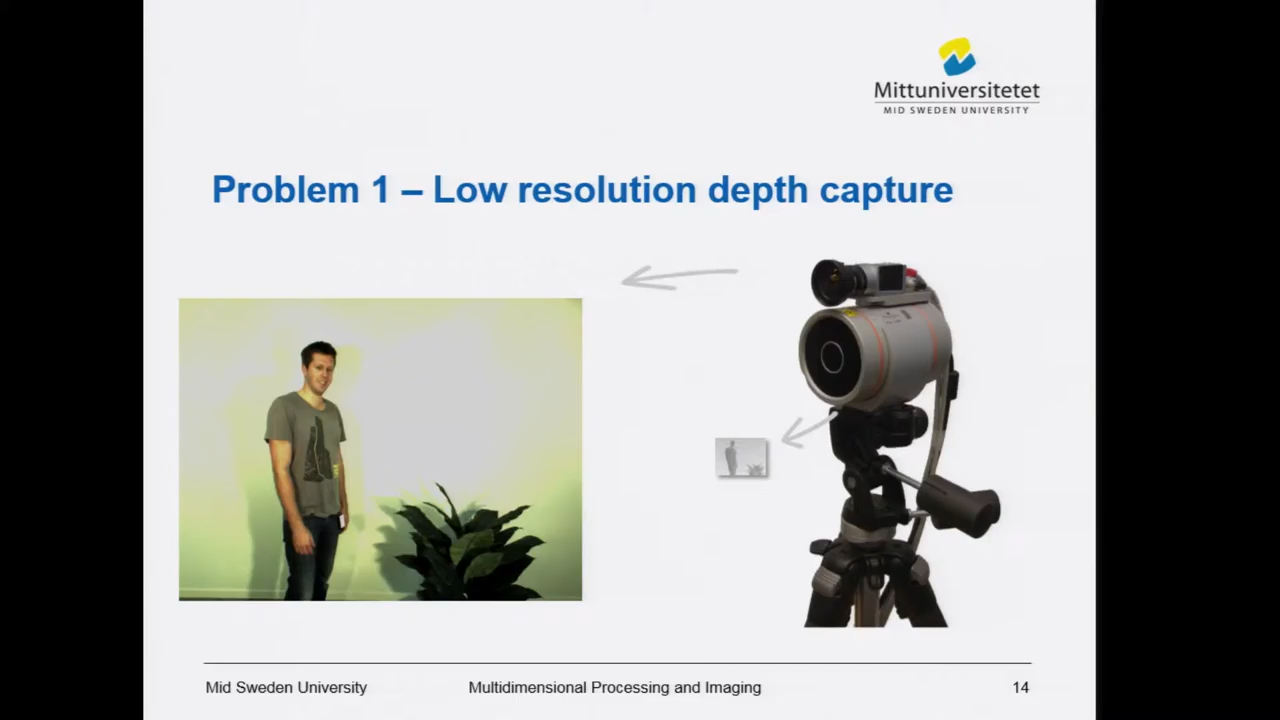 Mittuniversitetet
MID SWEDEN UNIVERSITY
Problem 1 – Low resolution depth capture
Mid Sweden University
Multidimensional Processing and Imaging
14